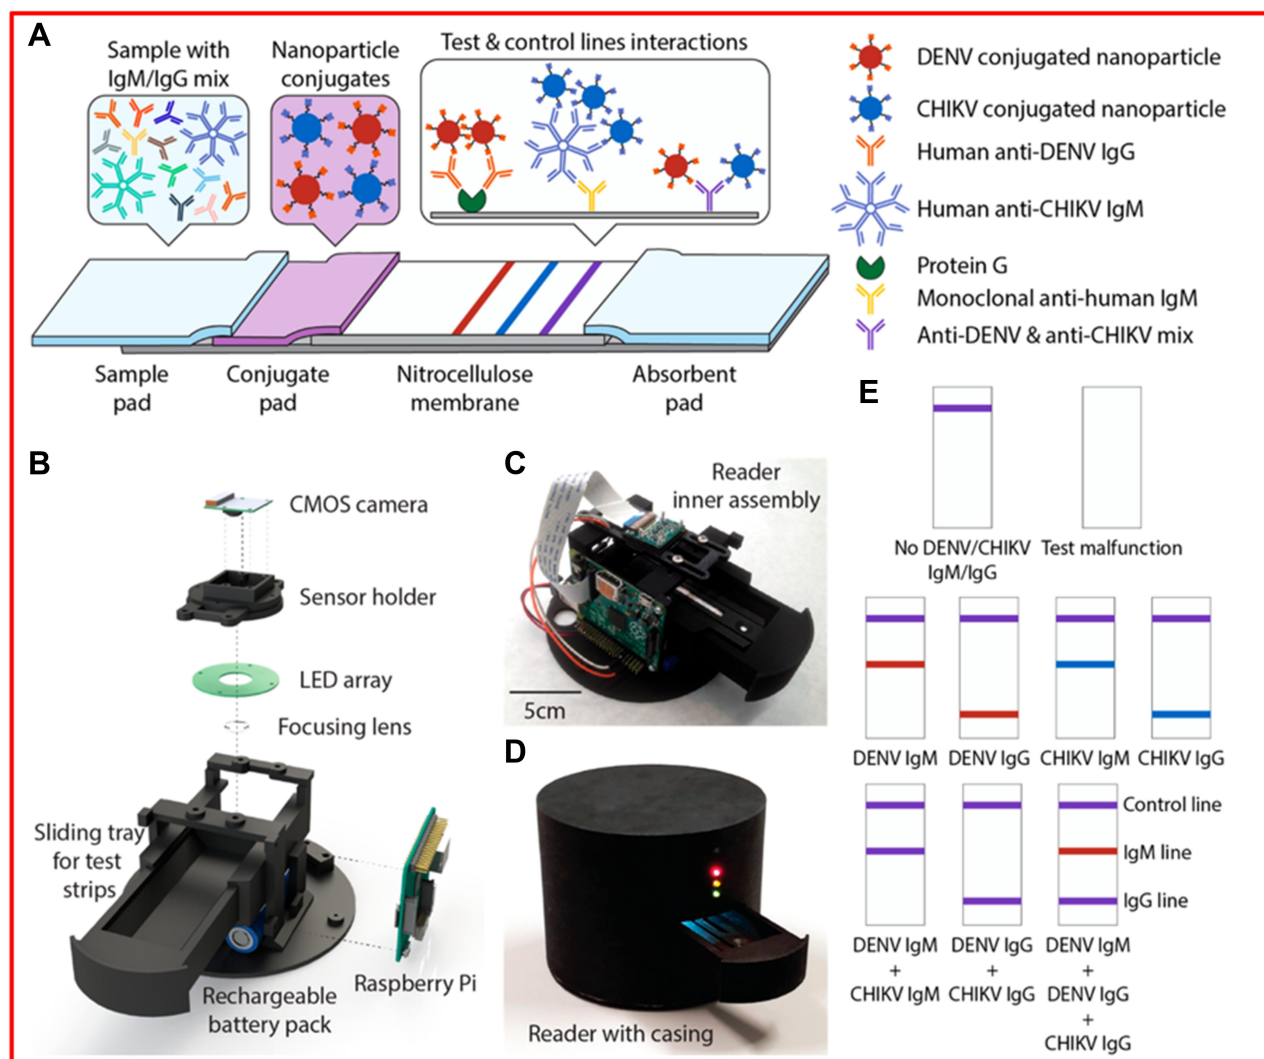 A
Sample with
IgM/IgG mix
Nanoparticle
conjugates
Test & control lines interactions
DENV conjugated nanoparticle
CHIKV conjugated nanoparticle
Human anti-DENV IgG
Human anti-CHIKV IgM
Protein G
Monoclonal anti-human IgM
Anti-DENV & anti-CHIKV mix
Sample
pad
Conjugate
pad
Nitrocellulose
membrane
Absorbent
pad
B
CMOS camera
Sensor holder
LED array
Focusing lens
Sliding tray
for test
strips
Raspberry Pi
Rechargeable
battery pack
C
Reader
inner assembly
5cm
D
Reader with casing
E
No DENV/CHIKV
IgM/IgG
Test malfunction
DENV IgM
DENV IgG
CHIKV IgM
CHIKV IgG
Control line
IgM line
IgG line
DENV IgM
+
CHIKV IgM
DENV IgG
+
CHIKV IgG
DENV IgM
+
DENV IgG
+
CHIKV IgG